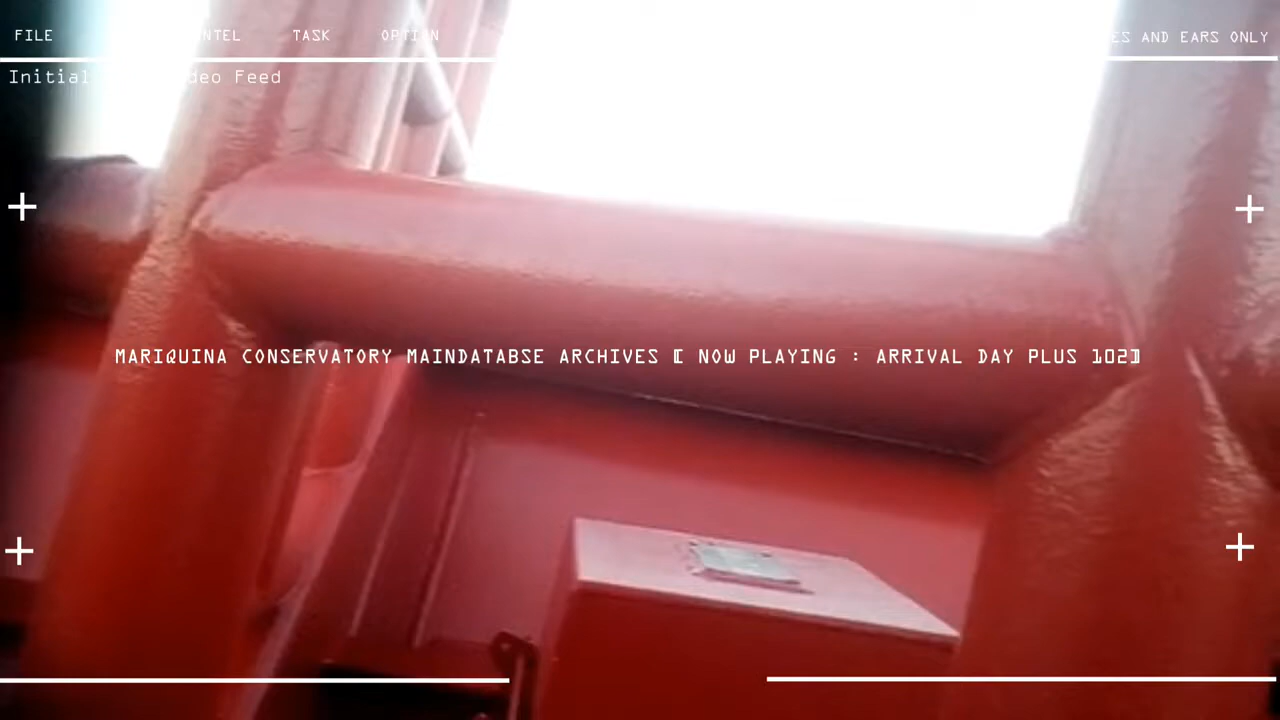 FILE NTEL TASK OPTION ES AND EARS ONLY
Initial deo Feed
MARIQUINA CONSERVATORY MAINDATABSE ARCHIVES [ NOW PLAYING : ARRIVAL DAY PLUS 102]